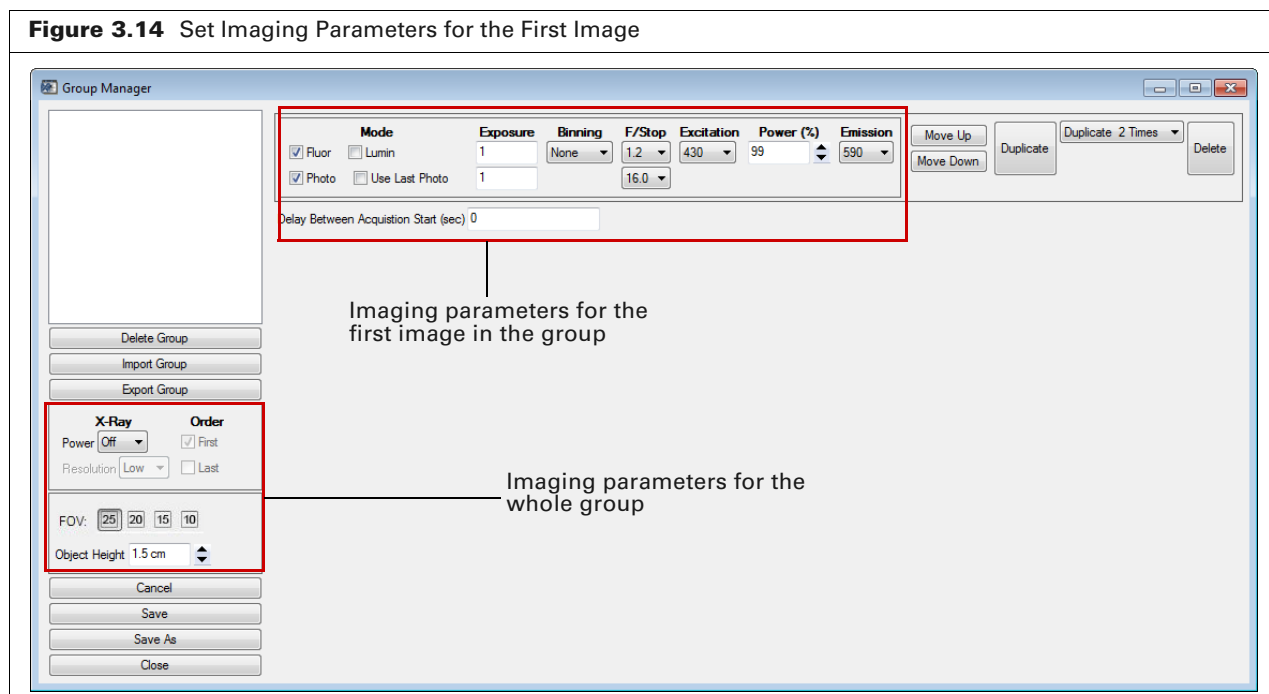 Figure 3.14 Set Imaging Parameters for the First Image
Group Manager
Mode Exposure Binning F/Stop Excitation Power (%) Emission
Fluor Lumin 1 None 1.2 430 99 590
Photo Use Last Photo 1 16.0
Move Up
Move Down
Duplicate
Duplicate 2 Times
Delete
Delay Between Acquistion Start (sec) 0
Imaging parameters for the
first image in the group
Delete Group
Import Group
Export Group
X-Ray Order
Power Off First
Resolution Low Last
FOV: 25 20 15 10
Object Height 1.5 cm
Imaging parameters for the
whole group
Cancel
Save
Save As
Close